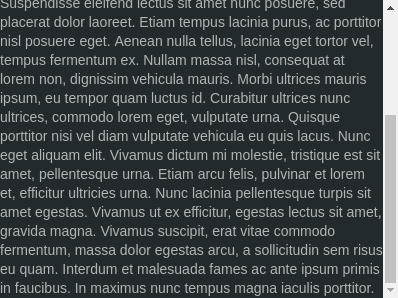 Suspendisse eleifend lectus sit amet nunc posuere, sed
placerat dolor laoreet. Etiam tempus lacinia purus, ac porttitor
nisl posuere eget. Aenean nulla tellus, lacinia eget tortor vel,
tempus fermentum ex. Nullam massa nisl, consequat at
lorem non, dignissim vehicula mauris. Morbi ultrices mauris
ipsum, eu tempor quam luctus id. Curabitur ultrices nunc
ultrices, commodo lorem eget, vulputate urna. Quisque
porttitor nisi vel diam vulputate vehicula eu quis lacus. Nunc
eget aliquam elit. Vivamus dictum mi molestie, tristique est sit
amet, pellentesque urna. Etiam arcu felis, pulvinar et lorem
et, efficitur ultricies urna. Nunc lacinia pellentesque turpis sit
amet egestas. Vivamus ut ex efficitur, egestas lectus sit amet,
gravida magna. Vivamus suscipit, erat vitae commodo
fermentum, massa dolor egestas arcu, a sollicitudin sem risus
eu quam. Interdum et malesuada fames ac ante ipsum primis
in faucibus. In maximus nunc tempus magna iaculis porttitor.